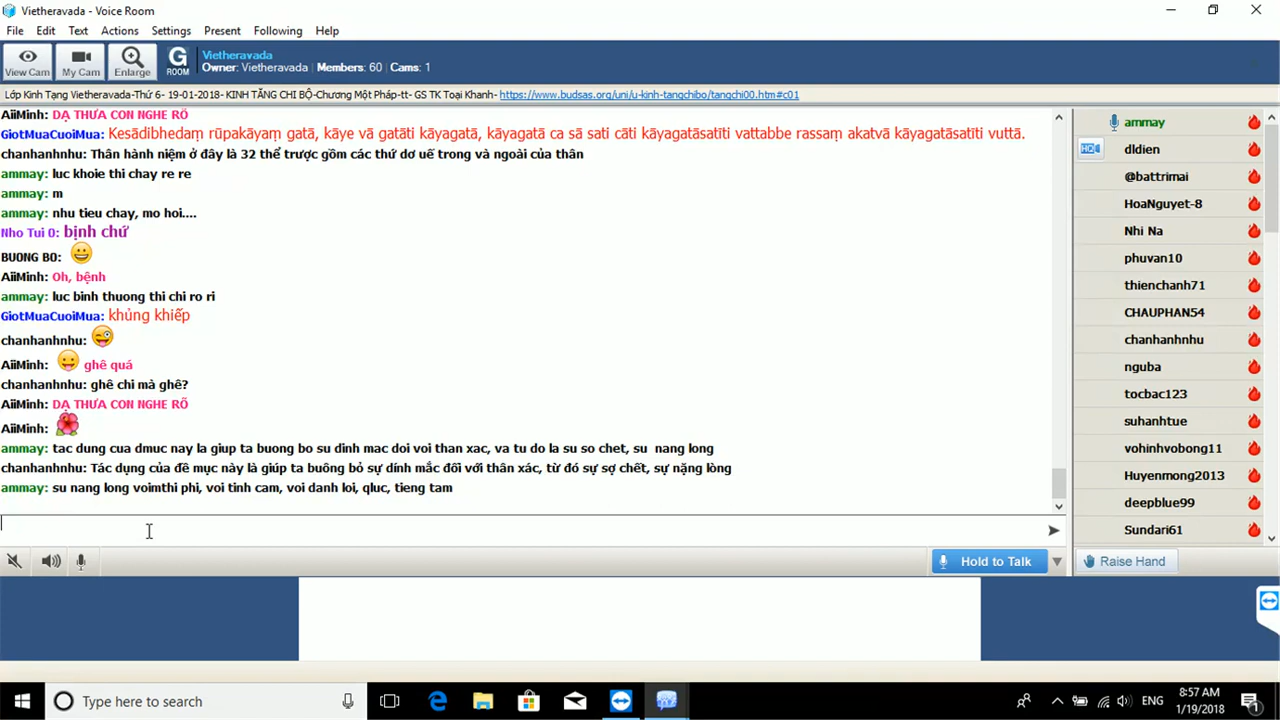 Vietheravada - Voice Room
File Edit Text Actions Settings Present Following Help
View Cam My Cam Enlarge G ROOM
Vietheravada
Owner: Vietheravada | Members: 60 | Cams: 1
Lớp Kinh Tạng Vietheravada-Thứ 6- 19-01-2018- KINH TĂNG CHI BỘ-Chương Một Pháp-tt- GS TK Toại Khanh- https://www.budsas.org/uni/u-kinh-tangchibo/tangchi00.htm#c01
AiiMinh: DẠ THƯA CON NGHE RÕ
GiotMuaCuoiMua: Kesādibhedaṃ rūpakāyaṃ gatā, kāye vā gatāti kāyagatā, kāyagatā ca sā sati cāti kāyagatāsatīti vattabbe rassaṃ akatvā kāyagatāsatīti vuttā.
chanhanhnhu: Thân hành niệm ở đây là 32 thể trược gồm các thứ dơ uế trong và ngoài của thân
ammay: luc khoie thi chay re re
ammay: m
ammay: nhu tieu chay, mo hoi....
Nho Tui 0: bịnh chứ
BUONG BO:
AiiMinh: Oh, bệnh
ammay: luc binh thuong thi chi ro ri
GiotMuaCuoiMua: khủng khiếp
chanhanhnhu:
AiiMinh: ghê quá
chanhanhnhu: ghê chi mà ghê?
AiiMinh: DẠ THƯA CON NGHE RÕ
AiiMinh:
ammay: tac dung cua dmuc nay la giup ta buong bo su dinh mac doi voi than xac, va tu do la su so chet, su nang long
chanhanhnhu: Tác dụng của đề mục này là giúp ta buông bỏ sự dính mắc đối với thân xác, từ đó sự sợ chết, sự nặng lòng
ammay: su nang long voimthi phi, voi tinh cam, voi danh loi, qluc, tieng tam
Hold to Talk
ammay
HQ
dldien
@battrimai
HoaNguyet-8
Nhi Na
phuvan10
thienchanh71
CHAUPHAN54
chanhanhnhu
nguba
tocbac123
suhanhtue
vohinhvobong11
Huyenmong2013
deepblue99
Sundari61
Raise Hand
Type here to search
ENG
8:57 AM
1/19/2018
1